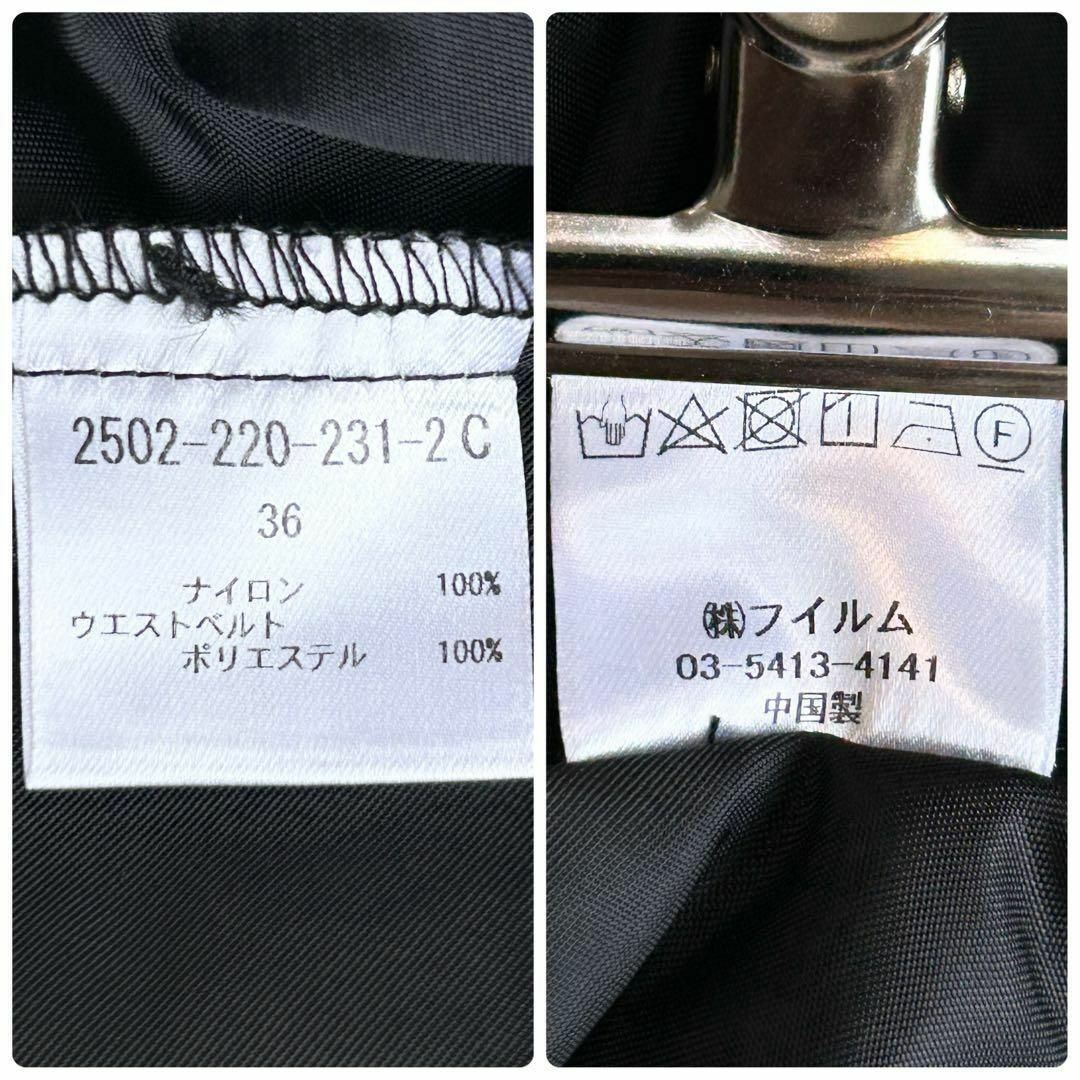 2502-220-231-2C
36
ナイロン 100%
ウエストベルト
ポリエステル 100%
F
㈱フイルム
03-5413-4141
中国製